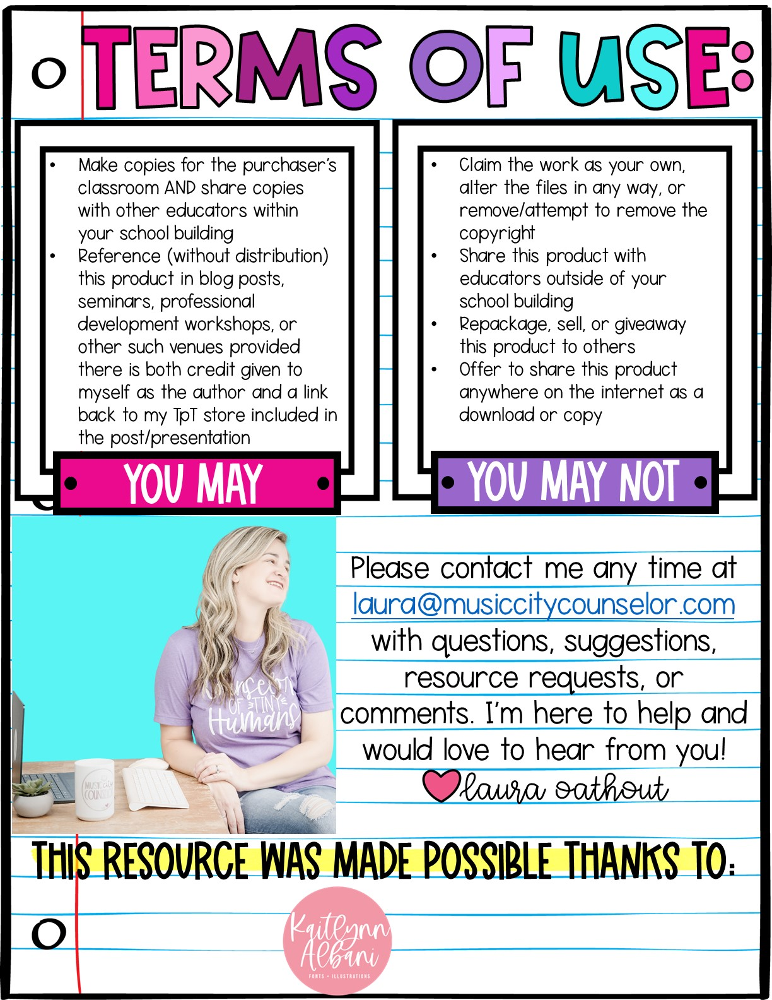 TERMS OF USE:
• Make copies for the purchaser's
classroom AND share copies
with other educators within
your school building
• Reference (without distribution)
this product in blog posts,
seminars, professional
development workshops, or
other such venues provided
there is both credit given to
myself as the author and a link
back to my TpT store included in
the post/presentation
YOU MAY
• Claim the work as your own,
alter the files in any way, or
remove/attempt to remove the
copyright
• Share this product with
educators outside of your
school building
• Repackage, sell, or giveaway
this product to others
• Offer to share this product
anywhere on the internet as a
download or copy
YOU MAY NOT
Counselor
OF TINY
Humans
MUSIC City
COUNSELOR
Please contact me any time at
laura@musiccitycounselor.com
with questions, suggestions,
resource requests, or
comments. I'm here to help and
would love to hear from you!
laura oathout
THIS RESOURCE WAS MADE POSSIBLE THANKS TO:
Kaitlynn
Albani
FONTS + ILLUSTRATIONS